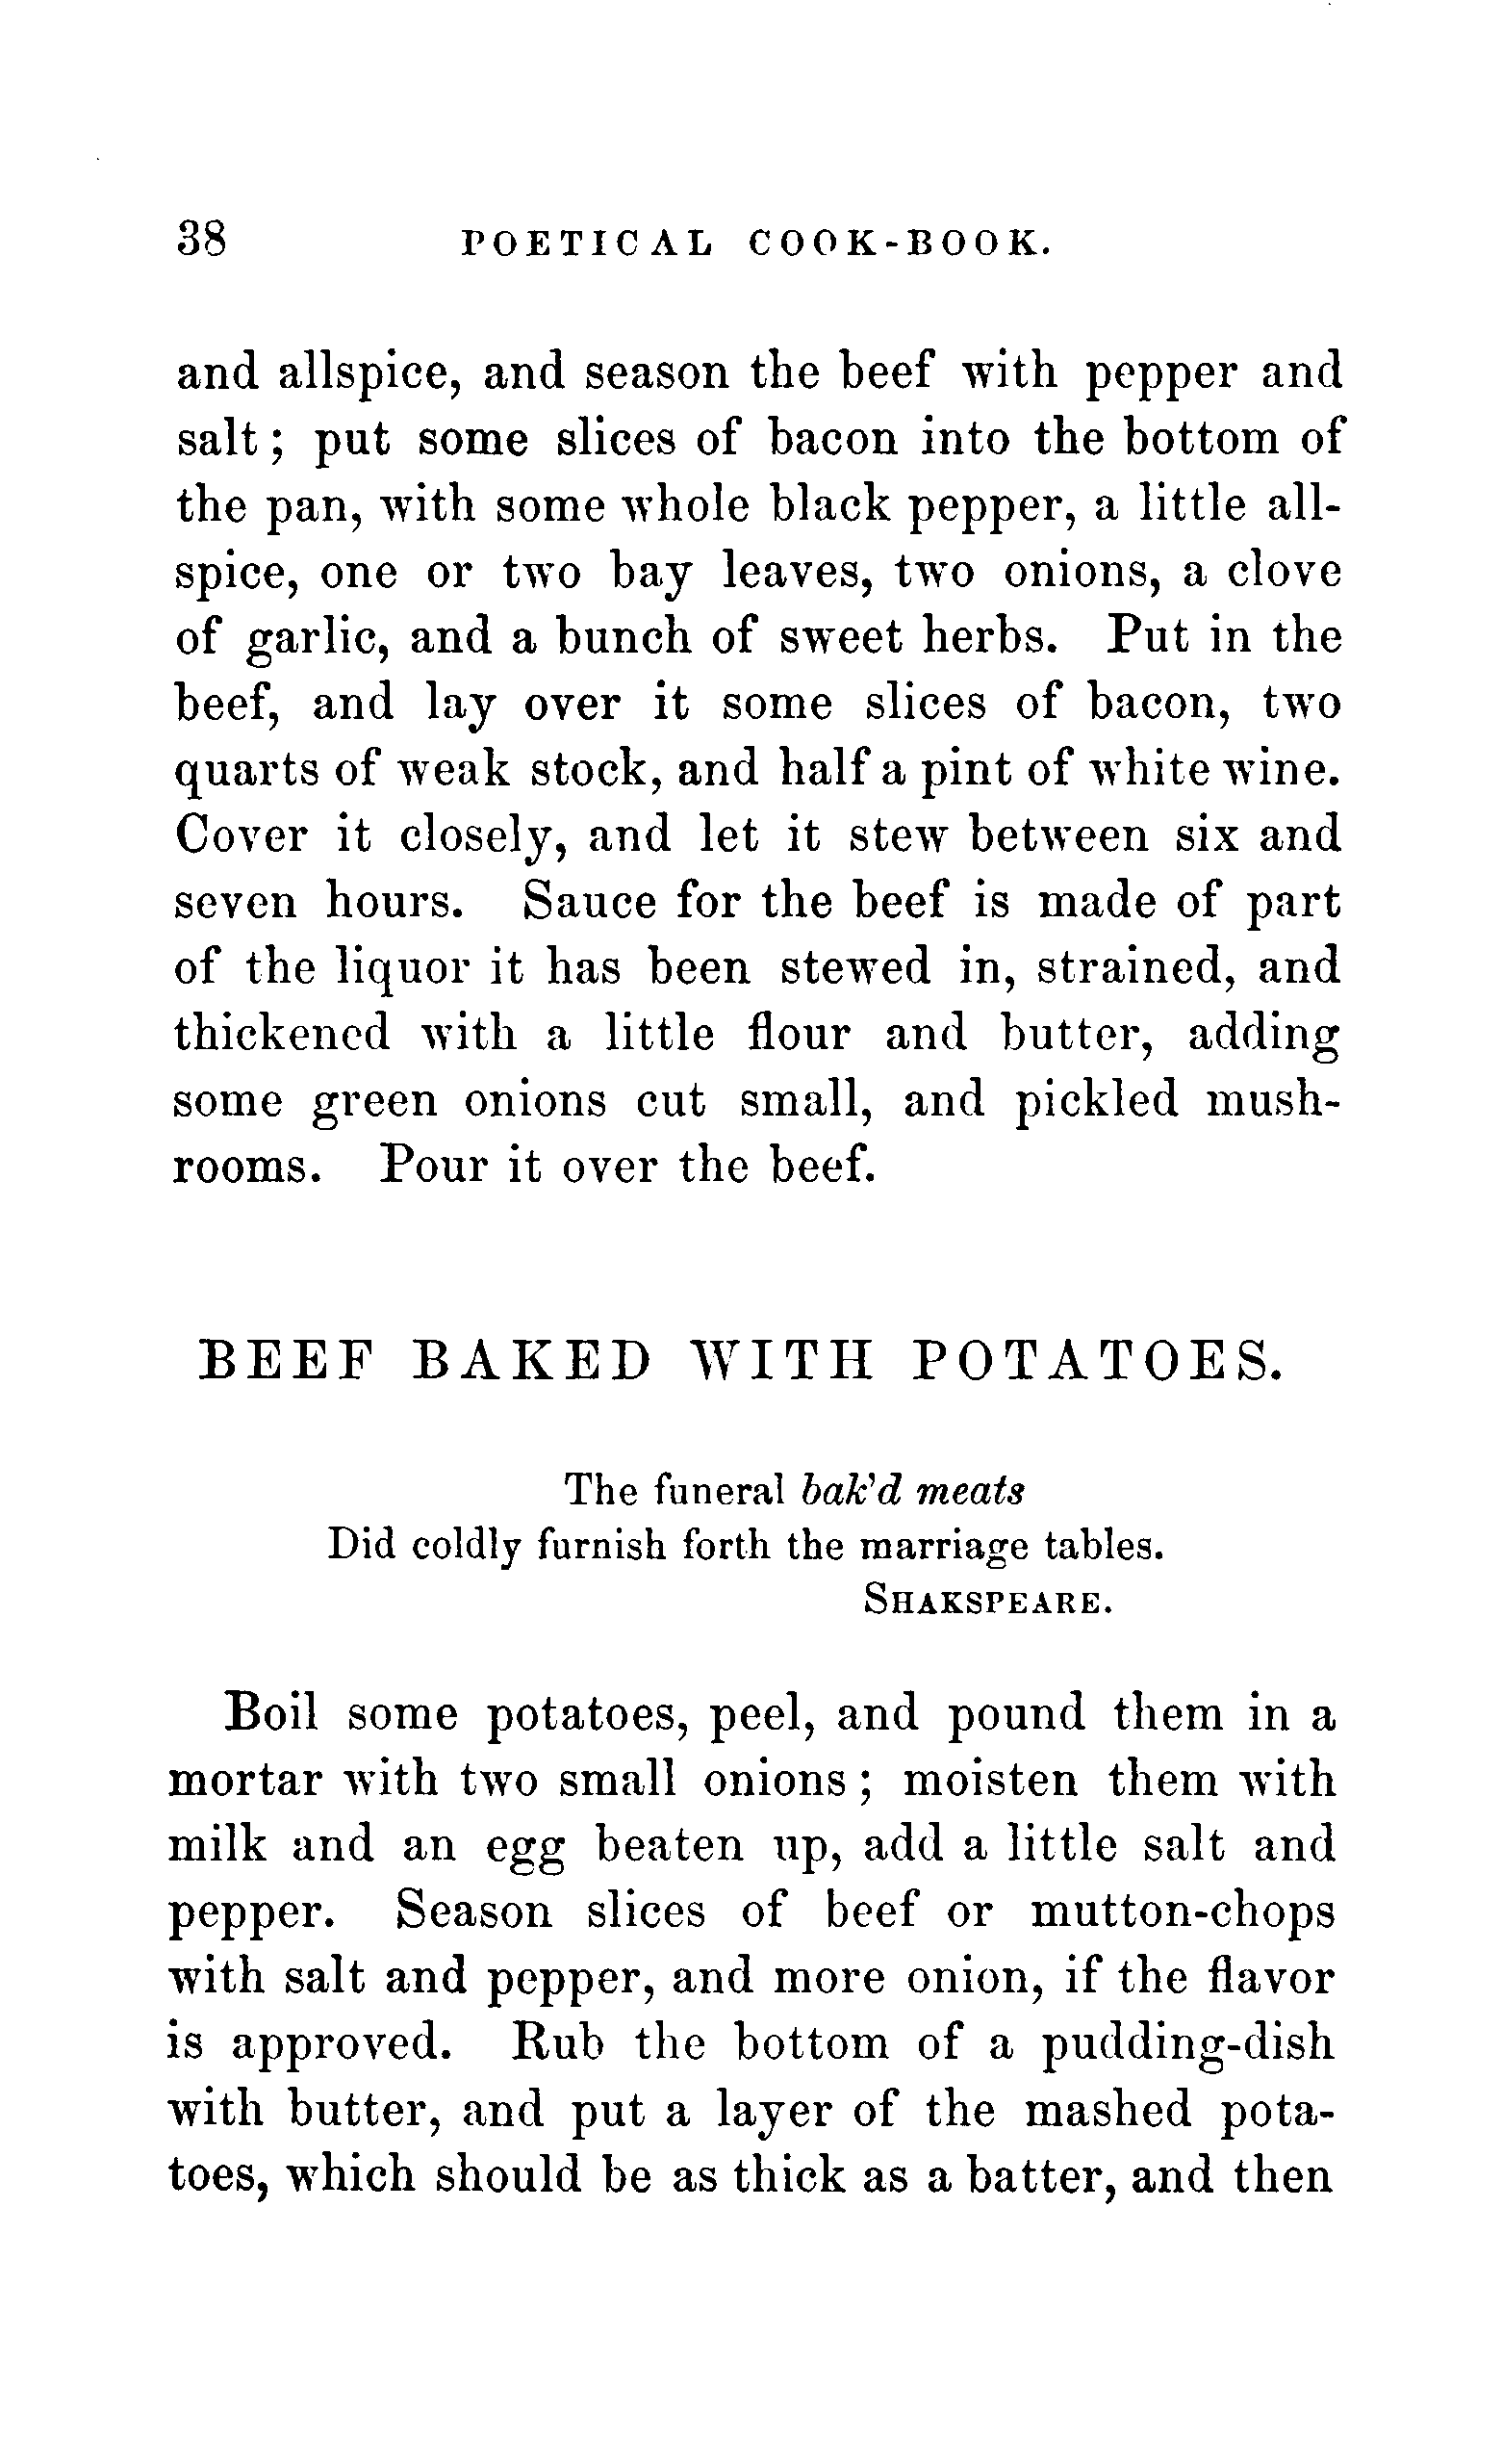 38 POETICAL COOK-BOOK.
and allspice, and season the beef with pepper and
salt; put some slices of bacon into the bottom of
the pan, with some whole black pepper, a little all-
spice, one or two bay leaves, two onions, a clove
of garlic, and a bunch of sweet herbs. Put in the
beef, and lay over it some slices of bacon, two
quarts of weak stock, and half a pint of white wine.
Cover it closely, and let it stew between six and
seven hours. Sauce for the beef is made of part
of the liquor it has been stewed in, strained, and
thickened with a little flour and butter, adding
some green onions cut small, and pickled mush-
rooms. Pour it over the beef.
BEEF BAKED WITH POTATOES.
The funeral bak'd meats
Did coldly furnish forth the marriage tables.
SHAKSPEARE.
Boil some potatoes, peel, and pound them in a
mortar with two small onions; moisten them with
milk and an egg beaten up, add a little salt and
pepper. Season slices of beef or mutton-chops
with salt and pepper, and more onion, if the flavor
is approved. Rub the bottom of a pudding-dish
with butter, and put a layer of the mashed pota-
toes, which should be as thick as a batter, and then